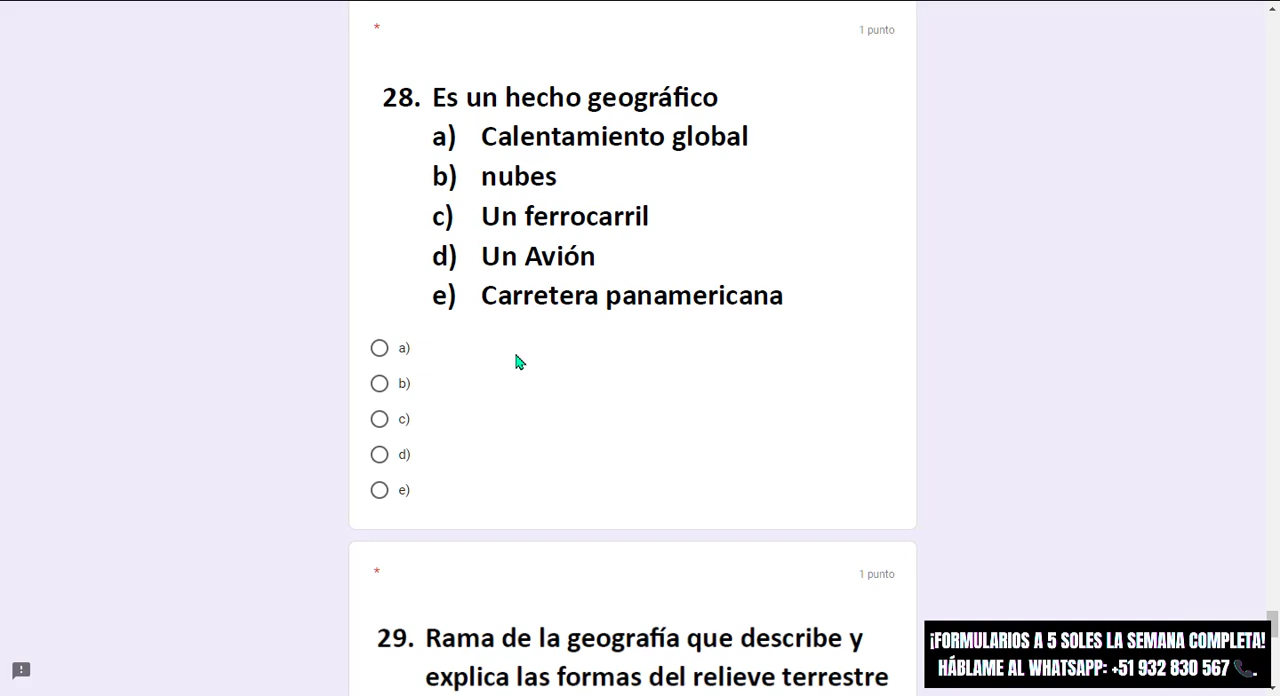 *
1 punto
28. Es un hecho geográfico
a) Calentamiento global
b) nubes
c) Un ferrocarril
d) Un Avión
e) Carretera panamericana
a)
b)
c)
d)
e)
*
1 punto
29. Rama de la geografía que describe y
explica las formas del relieve terrestre
¡FORMULARIOS A 5 SOLES LA SEMANA COMPLETA!
HÁBLAME AL WHATSAPP: +51 932 830 567 📞.